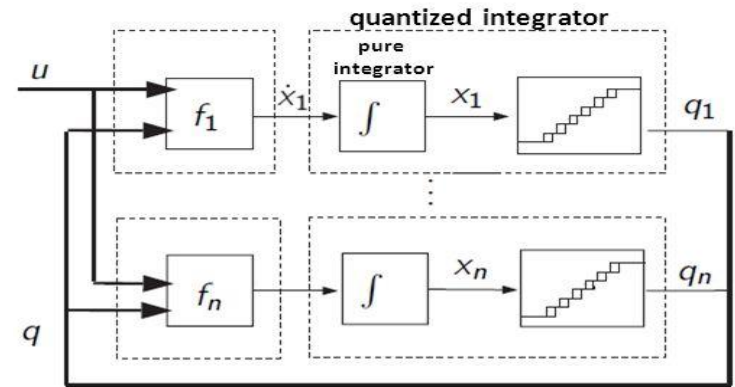 quantized integrator
pure
integrator
u
f₁
ẋ₁
∫
x₁
q₁
⋮
fₙ
∫
xₙ
qₙ
q